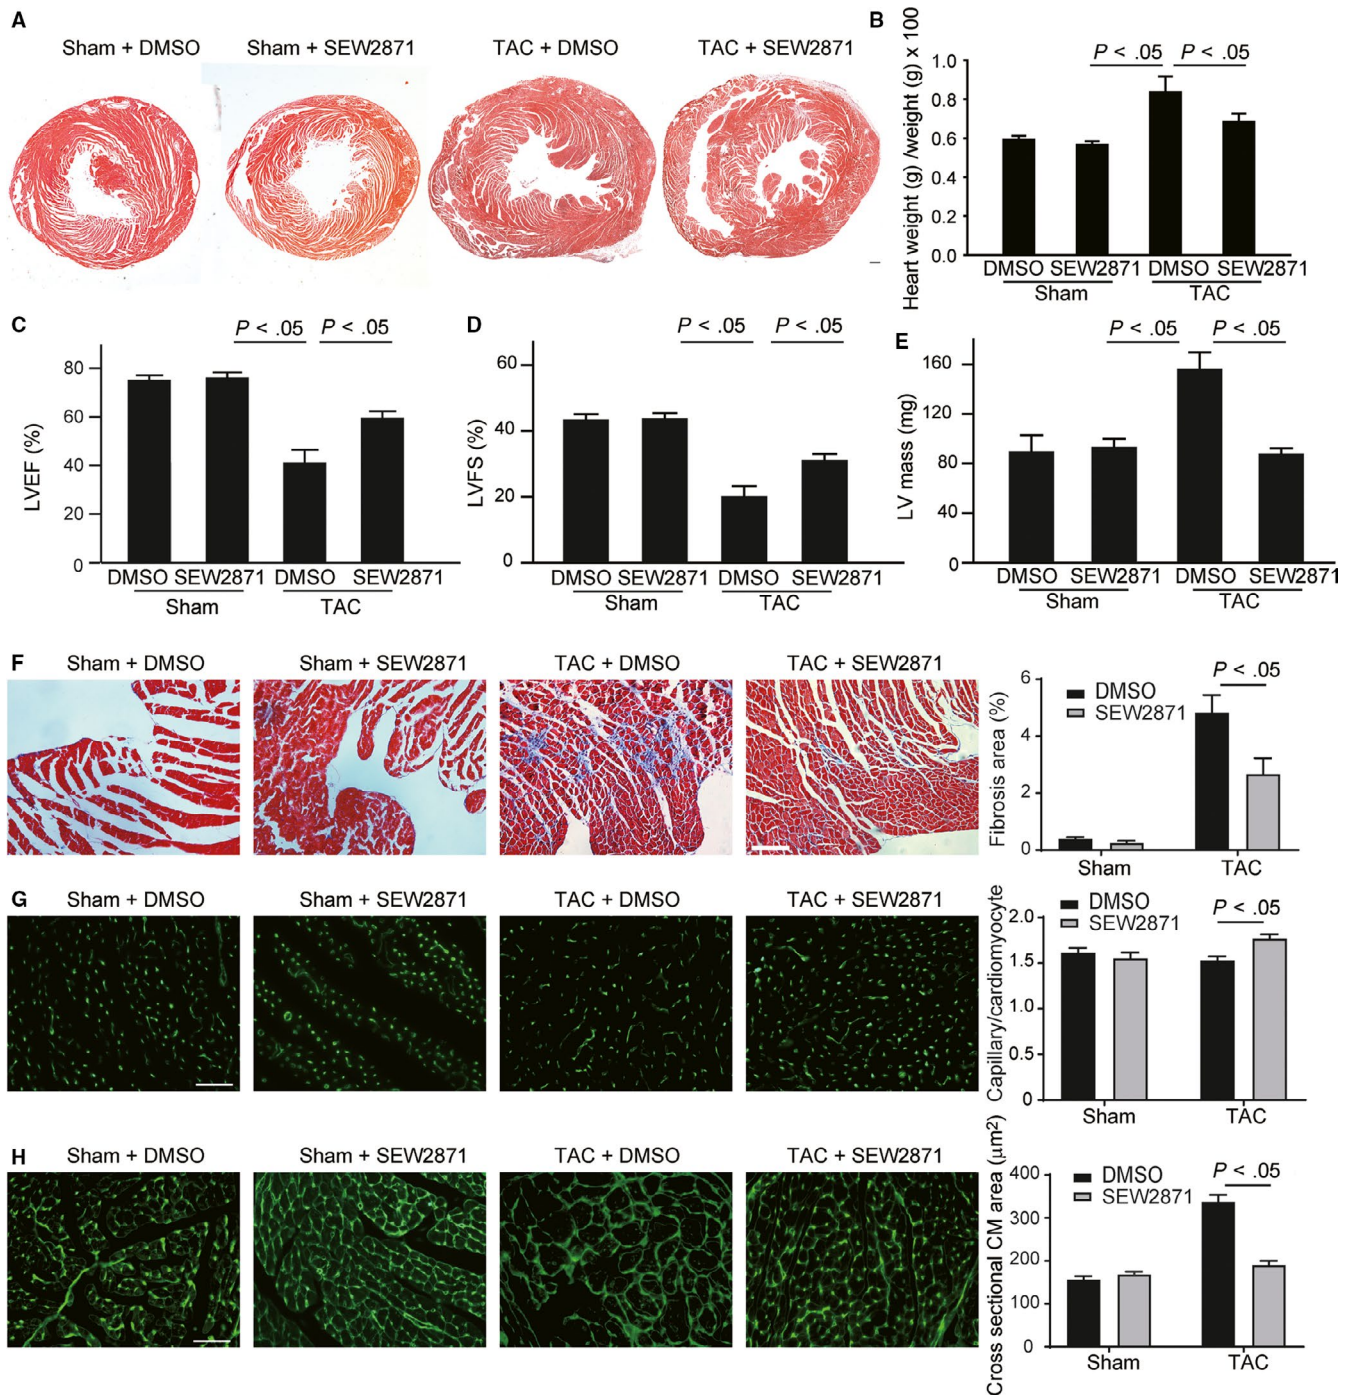 A
Sham + DMSO
Sham + SEW2871
TAC + DMSO
TAC + SEW2871
B
Heart weight (g) /weight (g) x 100
P < .05
P < .05
1.0
0.8
0.6
0.4
0.2
0.0
DMSO SEW2871 DMSO SEW2871
Sham
TAC
C
LVEF (%)
P < .05
P < .05
80
60
40
20
0
DMSO SEW2871 DMSO SEW2871
Sham
TAC
D
LVFS (%)
P < .05
P < .05
60
40
20
0
DMSO SEW2871 DMSO SEW2871
Sham
TAC
E
LV mass (mg)
P < .05
P < .05
160
120
80
40
0
DMSO SEW2871 DMSO SEW2871
Sham
TAC
F
Sham + DMSO
Sham + SEW2871
TAC + DMSO
TAC + SEW2871
Fibrosis area (%)
6
4
2
0
DMSO
SEW2871
P < .05
Sham
TAC
G
Sham + DMSO
Sham + SEW2871
TAC + DMSO
TAC + SEW2871
Capillary/cardiomyocyte
2.0
1.5
1.0
0.5
0
DMSO
SEW2871
P < .05
Sham
TAC
H
Sham + DMSO
Sham + SEW2871
TAC + DMSO
TAC + SEW2871
Cross sectional CM area (µm²)
400
300
200
100
0
DMSO
SEW2871
P < .05
Sham
TAC